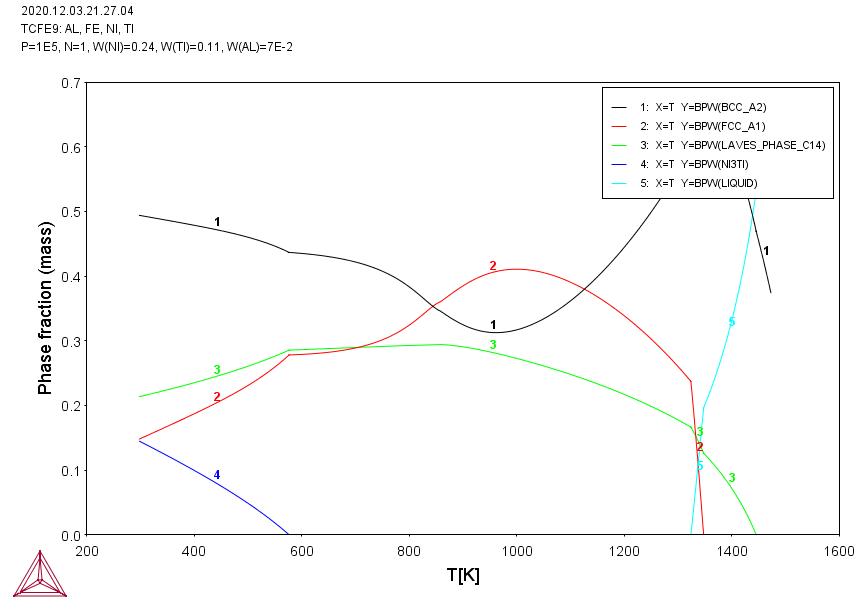 2020.12.03.21.27.04
TCFE9: AL, FE, NI, TI
P=1E5, N=1, W(NI)=0.24, W(TI)=0.11, W(AL)=7E-2
1: X=T Y=BPW(BCC_A2)
2: X=T Y=BPW(FCC_A1)
3: X=T Y=BPW(LAVES_PHASE_C14)
4: X=T Y=BPW(NI3TI)
5: X=T Y=BPW(LIQUID)
Phase fraction (mass)
0.7
0.6
0.5
0.4
0.3
0.2
0.1
0.0
1
2
1
1
3
5
3
2
4
3
2
5
3
200 400 600 800 1000 1200 1400 1600
T[K]